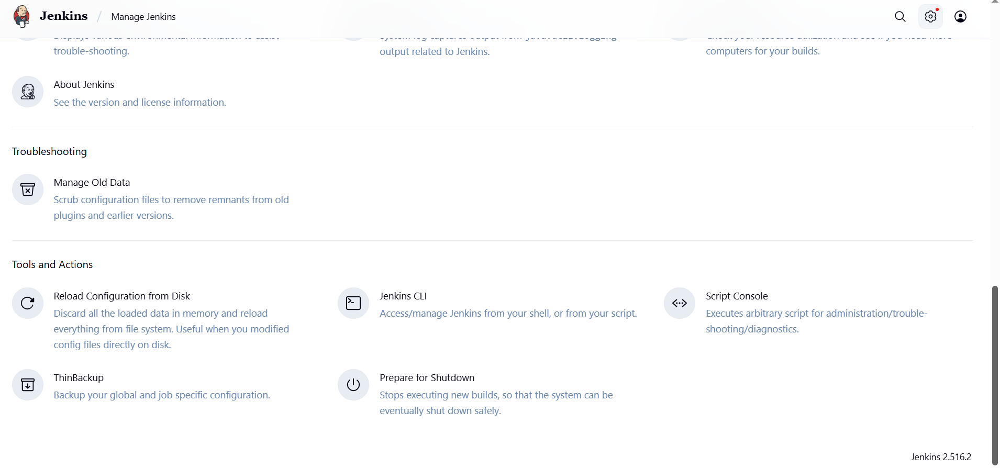 Jenkins / Manage Jenkins
trouble-shooting.
output related to Jenkins.
computers for your builds.
About Jenkins
See the version and license information.
Troubleshooting
Manage Old Data
Scrub configuration files to remove remnants from old
plugins and earlier versions.
Tools and Actions
Reload Configuration from Disk
Discard all the loaded data in memory and reload
everything from file system. Useful when you modified
config files directly on disk.
Jenkins CLI
Access/manage Jenkins from your shell, or from your script.
Script Console
Executes arbitrary script for administration/trouble-
shooting/diagnostics.
ThinBackup
Backup your global and job specific configuration.
Prepare for Shutdown
Stops executing new builds, so that the system can be
eventually shut down safely.
Jenkins 2.516.2